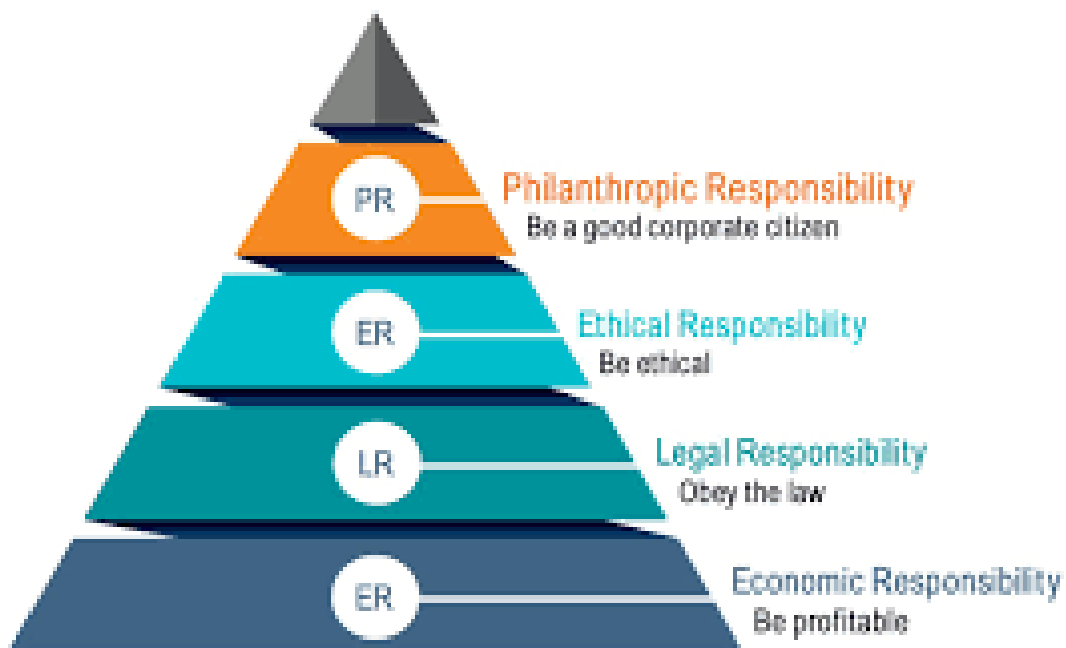 PR
Philanthropic Responsibility
Be a good corporate citizen
ER
Ethical Responsibility
Be ethical
LR
Legal Responsibility
Obey the law
ER
Economic Responsibility
Be profitable